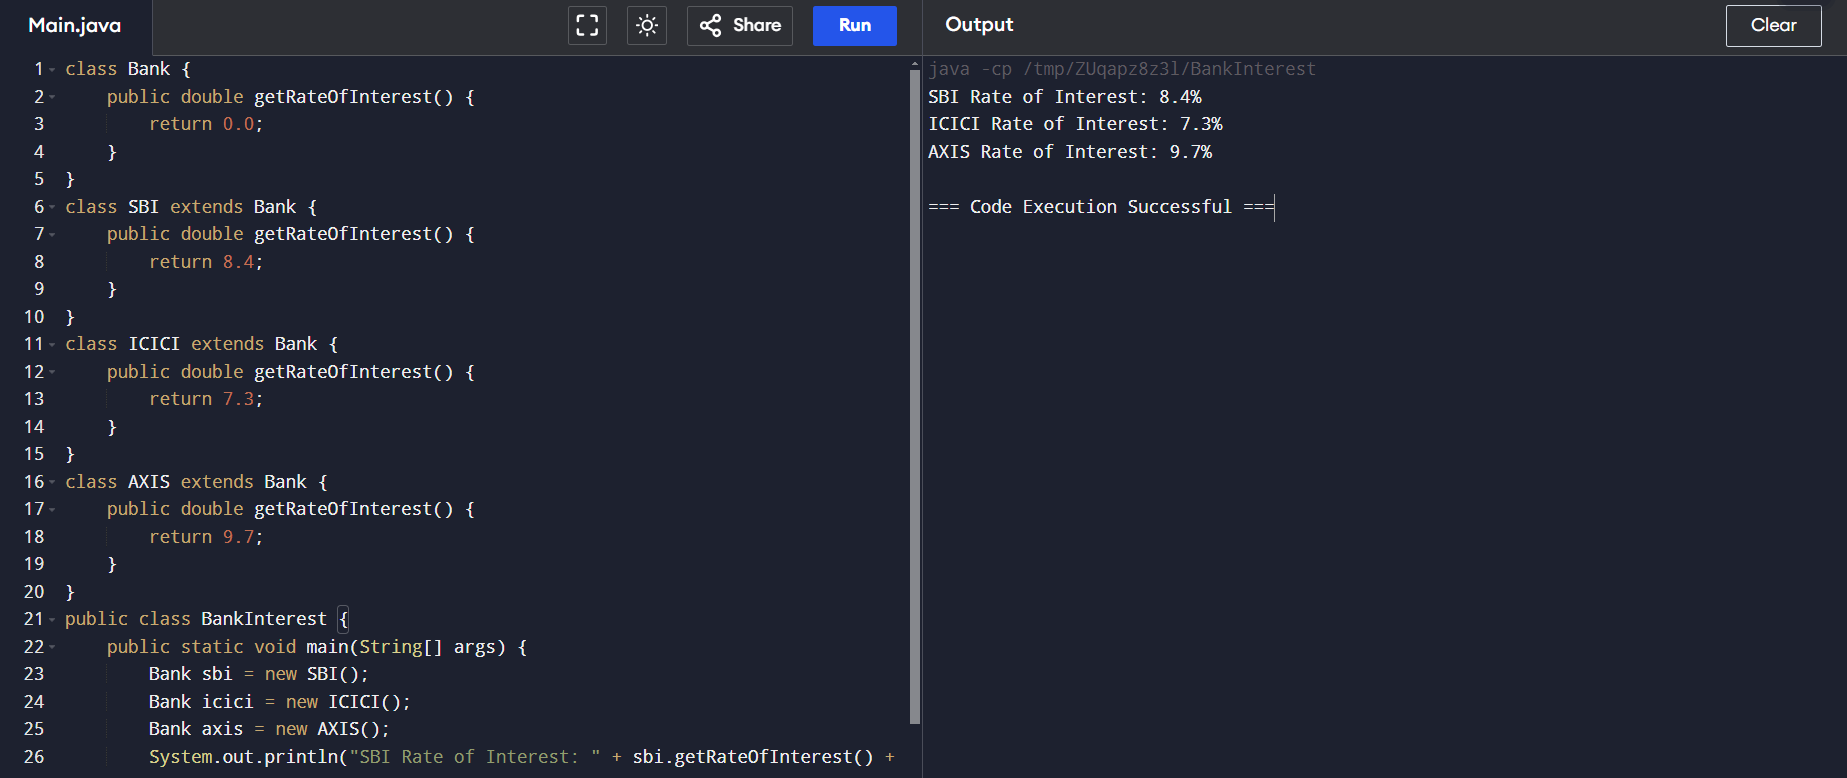 Main.java
Share
Run
Output
Clear
1 class Bank {
2     public double getRateOfInterest() {
3         return 0.0;
4     }
5 }
6 class SBI extends Bank {
7     public double getRateOfInterest() {
8         return 8.4;
9     }
10 }
11 class ICICI extends Bank {
12     public double getRateOfInterest() {
13         return 7.3;
14     }
15 }
16 class AXIS extends Bank {
17     public double getRateOfInterest() {
18         return 9.7;
19     }
20 }
21 public class BankInterest {
22     public static void main(String[] args) {
23         Bank sbi = new SBI();
24         Bank icici = new ICICI();
25         Bank axis = new AXIS();
26         System.out.println("SBI Rate of Interest: " + sbi.getRateOfInterest() +
java -cp /tmp/ZUqapz8z3l/BankInterest
SBI Rate of Interest: 8.4%
ICICI Rate of Interest: 7.3%
AXIS Rate of Interest: 9.7%
=== Code Execution Successful ===